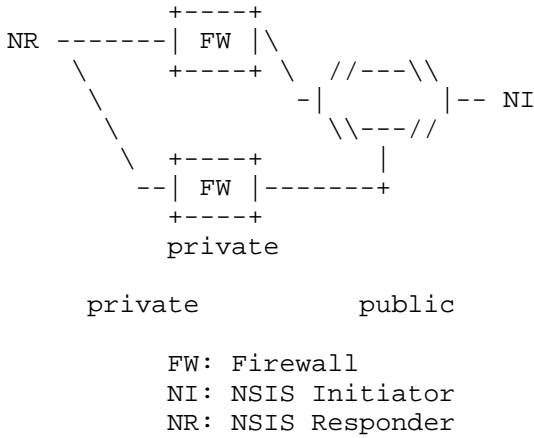 +----+
NR -------| FW |\
\ +----+ \ //---\\
\ -| |-- NI
\ \\---//
\ +----+ |
--| FW |-------+
+----+
private
private public
FW: Firewall
NI: NSIS Initiator
NR: NSIS Responder